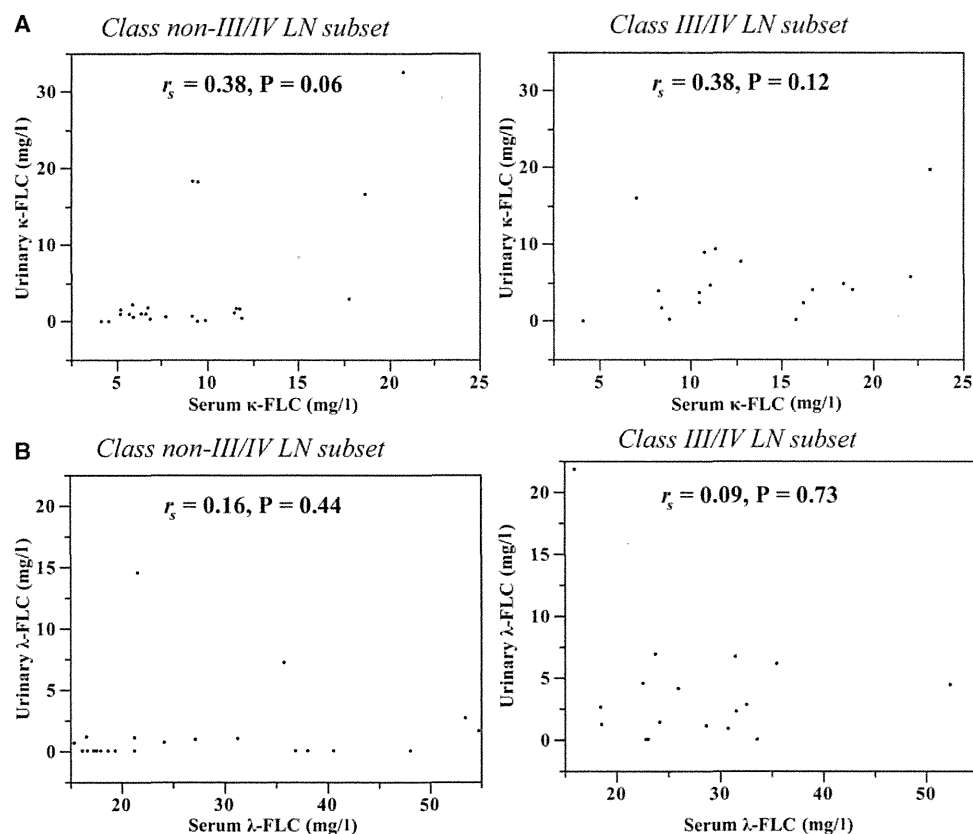 A
Class non-III/IV LN subset
Class III/IV LN subset
rs = 0.38, P = 0.06
rs = 0.38, P = 0.12
Urinary κ-FLC (mg/l)
30
20
10
0
Urinary κ-FLC (mg/l)
30
20
10
0
5 10 15 20 25
Serum κ-FLC (mg/l)
5 10 15 20 25
Serum κ-FLC (mg/l)
B
Class non-III/IV LN subset
Class III/IV LN subset
rs = 0.16, P = 0.44
rs = 0.09, P = 0.73
Urinary λ-FLC (mg/l)
20
15
10
5
0
Urinary λ-FLC (mg/l)
20
15
10
5
0
20 30 40 50
Serum λ-FLC (mg/l)
20 30 40 50
Serum λ-FLC (mg/l)